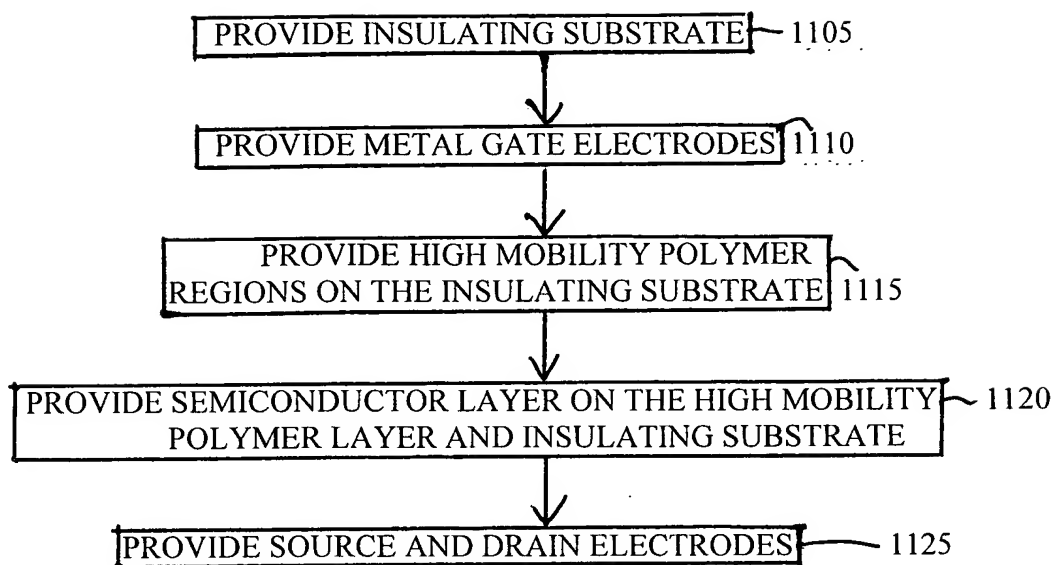 PROVIDE INSULATING SUBSTRATE 1105
PROVIDE METAL GATE ELECTRODES 1110
PROVIDE HIGH MOBILITY POLYMER
REGIONS ON THE INSULATING SUBSTRATE 1115
PROVIDE SEMICONDUCTOR LAYER ON THE HIGH MOBILITY 1120
POLYMER LAYER AND INSULATING SUBSTRATE
PROVIDE SOURCE AND DRAIN ELECTRODES 1125